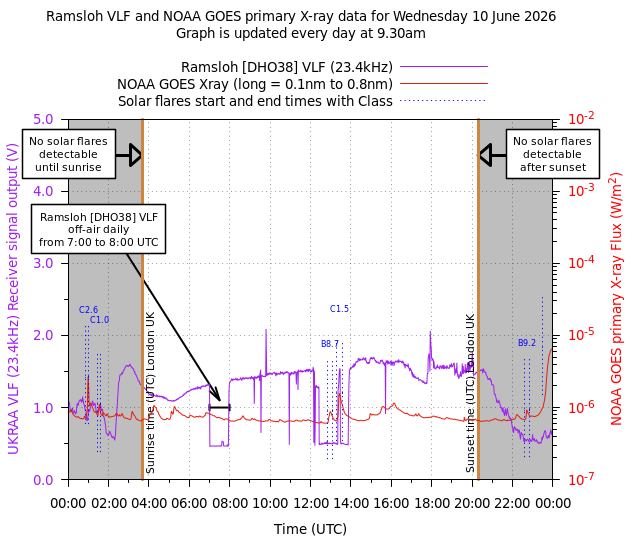 Ramsloh VLF and NOAA GOES primary X-ray data for Wednesday 10 June 2026
Graph is updated every day at 9.30am
Ramsloh [DHO38] VLF (23.4kHz)
NOAA GOES Xray (long = 0.1nm to 0.8nm)
Solar flares start and end times with Class
UKRAA VLF (23.4kHz) Receiver signal output (V)
5.0
4.0
3.0
2.0
1.0
0.0
No solar flares
detectable
until sunrise
Ramsloh [DHO38] VLF
off-air daily
from 7:00 to 8:00 UTC
No solar flares
detectable
after sunset
C2.6
C1.0
C1.5
B8.7
B9.2
Sunrise time (UTC) London UK
Sunset time (UTC) London UK
10-2
10-3
10-4
10-5
10-6
10-7
NOAA GOES primary X-ray Flux (W/m2)
00:00 02:00 04:00 06:00 08:00 10:00 12:00 14:00 16:00 18:00 20:00 22:00 00:00
Time (UTC)